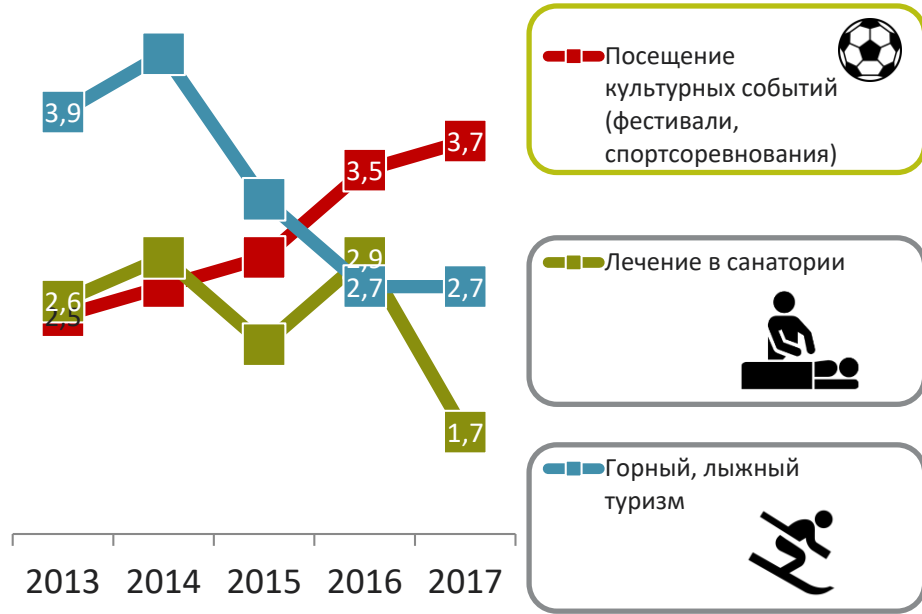 3,9
2,6
2,5
3,5
3,7
2,9
2,7
2,7
1,7
2013 2014 2015 2016 2017
Посещение
культурных событий
(фестивали,
спортсоревнования)
Лечение в санатории
Горный, лыжный
туризм